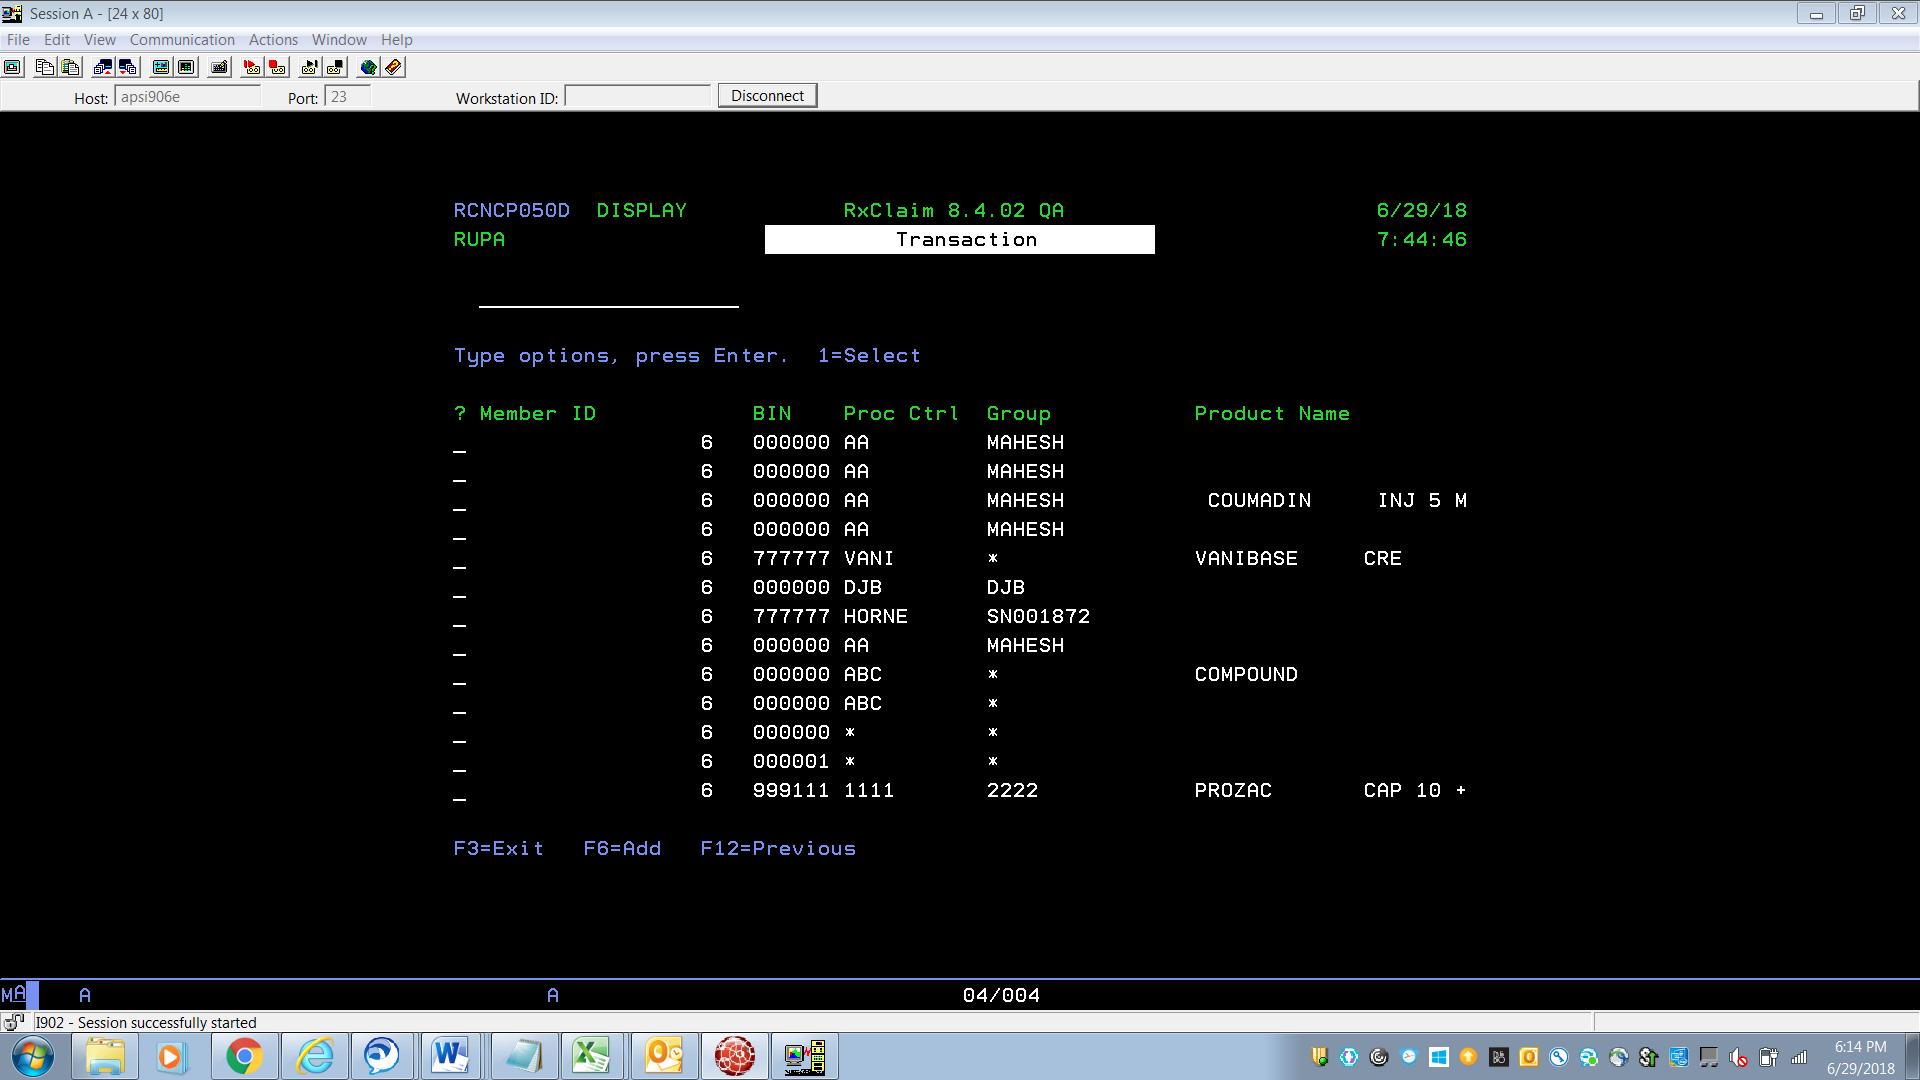 Session A - [24 x 80]
File Edit View Communication Actions Window Help
Host: apsi906e Port: 23 Workstation ID: Disconnect
RCNCP050D DISPLAY RxClaim 8.4.02 QA 6/29/18
RUPA Transaction 7:44:46
Type options, press Enter. 1=Select
? Member ID BIN Proc Ctrl Group Product Name
_ 6 000000 AA MAHESH
_ 6 000000 AA MAHESH
_ 6 000000 AA MAHESH COUMADIN INJ 5 M
_ 6 000000 AA MAHESH
_ 6 777777 VANI * VANIBASE CRE
_ 6 000000 DJB DJB
_ 6 777777 HORNE SN001872
_ 6 000000 AA MAHESH
_ 6 000000 ABC * COMPOUND
_ 6 000000 ABC *
_ 6 000000 * *
_ 6 000001 * *
_ 6 999111 1111 2222 PROZAC CAP 10 +
F3=Exit F6=Add F12=Previous
MA A A 04/004
I902 - Session successfully started
6:14 PM
6/29/2018